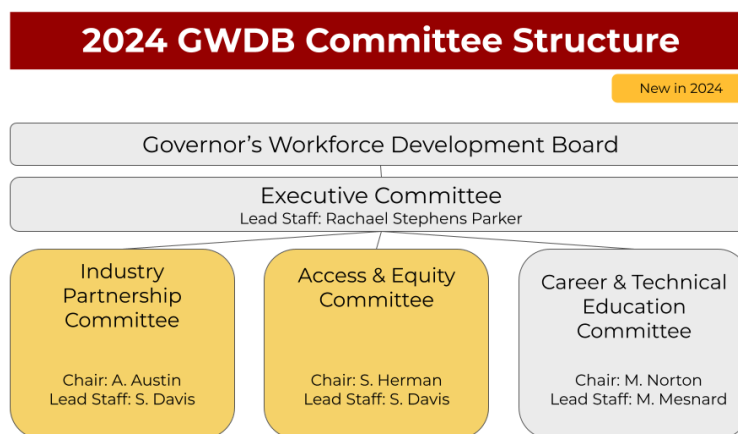 2024 GWDB Committee Structure
New in 2024
Governor's Workforce Development Board
Executive Committee
Lead Staff: Rachael Stephens Parker
Industry
Partnership
Committee
Chair: A. Austin
Lead Staff: S. Davis
Access & Equity
Committee
Chair: S. Herman
Lead Staff: S. Davis
Career & Technical
Education
Committee
Chair: M. Norton
Lead Staff: M. Mesnard